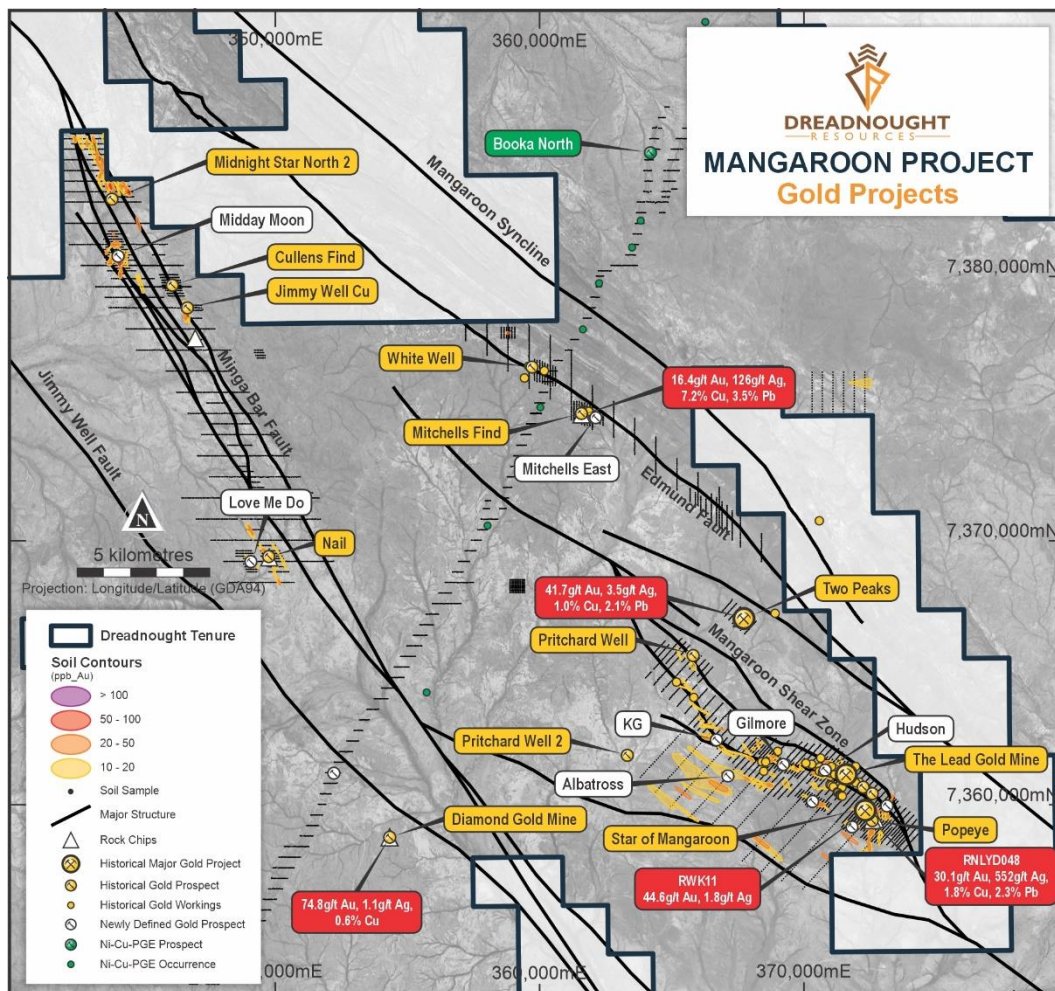 350,000mE
360,000mE
DREADNOUGHT
RESOURCES
MANGAROON PROJECT
Gold Projects
Booka North
Midnight Star North 2
Mangaroon Syncline
Midday Moon
Cullens Find
7,380,000mN
Jimmy Well Cu
White Well
16.4g/t Au, 126g/t Ag,
7.2% Cu, 3.5% Pb
Minga Bar Fault
Jimmy Well Fault
Mitchells Find
Mitchells East
Edmund Fault
Love Me Do
N
Nail
7,370,000mN
5 kilometres
Projection: Longitude/Latitude (GDA94)
41.7g/t Au, 3.5g/t Ag,
1.0% Cu, 2.1% Pb
Two Peaks
Pritchard Well
Mangaroon Shear Zone
Dreadnought Tenure
Soil Contours
(ppb_Au)
> 100
50 - 100
20 - 50
10 - 20
Soil Sample
Major Structure
Rock Chips
Historical Major Gold Project
Historical Gold Prospect
Historical Gold Workings
Newly Defined Gold Prospect
Ni-Cu-PGE Prospect
Ni-Cu-PGE Occurrence
KG
Gilmore
Hudson
Pritchard Well 2
The Lead Gold Mine
Albatross
7,360,000mN
Diamond Gold Mine
Star of Mangaroon
Popeye
74.8g/t Au, 1.1g/t Ag,
0.6% Cu
RWK11
44.6g/t Au, 1.8g/t Ag
RNLYD048
30.1g/t Au, 552g/t Ag,
1.8% Cu, 2.3% Pb
360,000mE
370,000mE